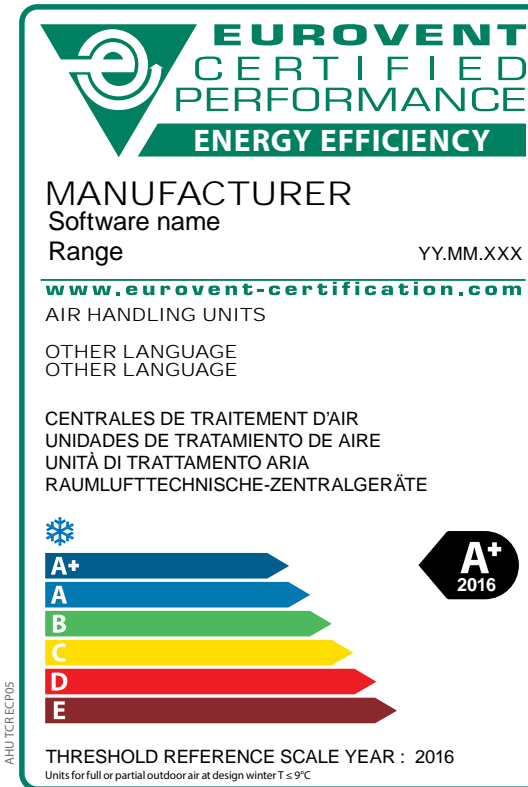 EUROVENT
CERTIFIED
PERFORMANCE
ENERGY EFFICIENCY
MANUFACTURER
Software name
Range YY.MM.XXX
www.eurovent-certification.com
AIR HANDLING UNITS
OTHER LANGUAGE
OTHER LANGUAGE
CENTRALES DE TRAITEMENT D'AIR
UNIDADES DE TRATAMIENTO DE AIRE
UNITÀ DI TRATTAMENTO ARIA
RAUMLUFTTECHNISCHE-ZENTRALGERÄTE
A+
A
B
C
D
E
A+
2016
THRESHOLD REFERENCE SCALE YEAR : 2016
Units for full or partial outdoor air at design winter T ≤ 9°C
AHU TCR ECP05